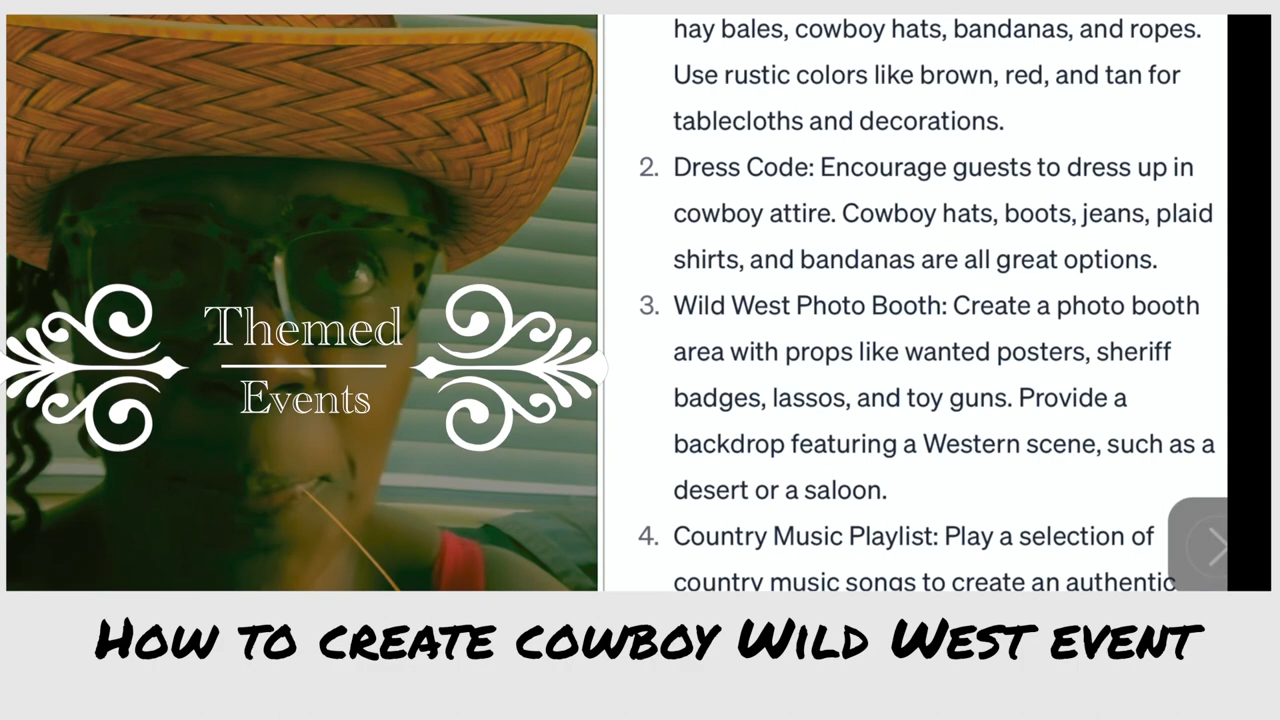 Themed
Events
hay bales, cowboy hats, bandanas, and ropes.
Use rustic colors like brown, red, and tan for
tablecloths and decorations.
2. Dress Code: Encourage guests to dress up in
cowboy attire. Cowboy hats, boots, jeans, plaid
shirts, and bandanas are all great options.
3. Wild West Photo Booth: Create a photo booth
area with props like wanted posters, sheriff
badges, lassos, and toy guns. Provide a
backdrop featuring a Western scene, such as a
desert or a saloon.
4. Country Music Playlist: Play a selection of
country music songs to create an authentic
How to create cowboy Wild West event